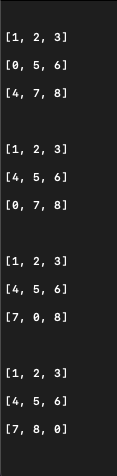 [1, 2, 3]
[0, 5, 6]
[4, 7, 8]
[1, 2, 3]
[4, 5, 6]
[0, 7, 8]
[1, 2, 3]
[4, 5, 6]
[7, 0, 8]
[1, 2, 3]
[4, 5, 6]
[7, 8, 0]